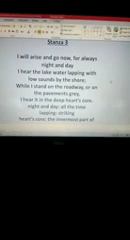 Stanza 3
I will arise and go now, for always
night and day
I hear the lake water lapping with
low sounds by the shore;
While I stand on the roadway, or on
the pavements grey,
I hear it in the deep heart's core.
night and day: all the time
lapping: striking
heart's core: the innermost part of